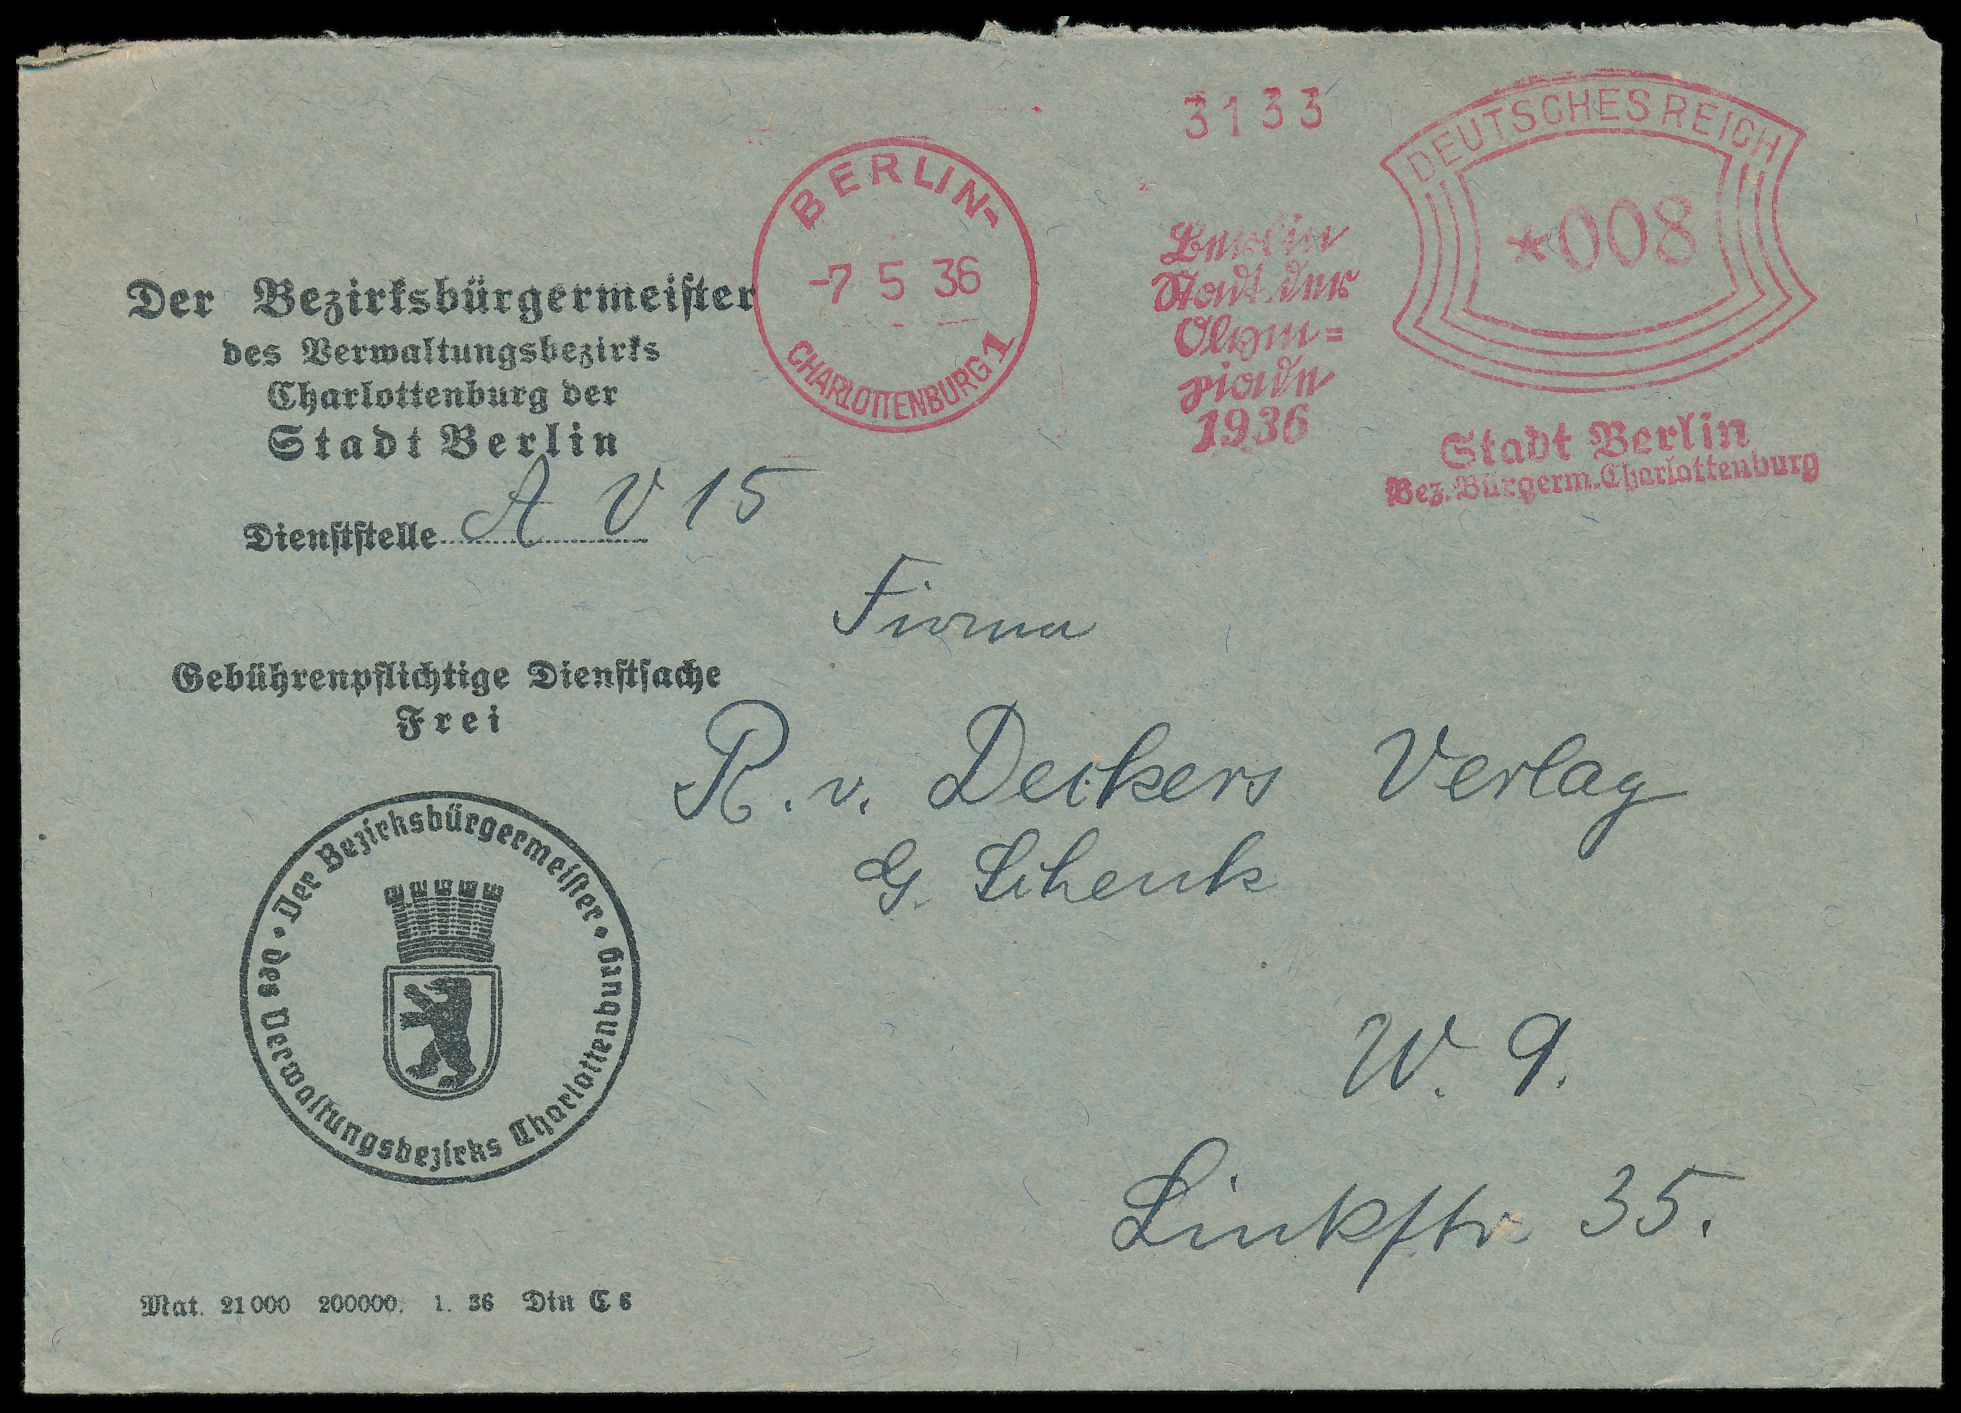 3133
DEUTSCHES REICH
*008
BERLIN-
-7 5 36
CHARLOTTENBURG 1
Berlin
Stadt der
Olym=
piade
1936
Stadt Berlin
Bez. Bürgerm. Charlottenburg
Der Bezirksbürgermeister
des Verwaltungsbezirks
Charlottenburg der
Stadt Berlin
Dienststelle A V 15
Gebührenpflichtige Dienstsache
Frei
Firma
R. v. Deckers Verlag
G. Schenk
W. 9.
Linkstr. 35.
Der Bezirksbürgermeister
des Verwaltungsbezirks Charlottenburg
Mat. 21000 200000. 1. 36 Din C 6